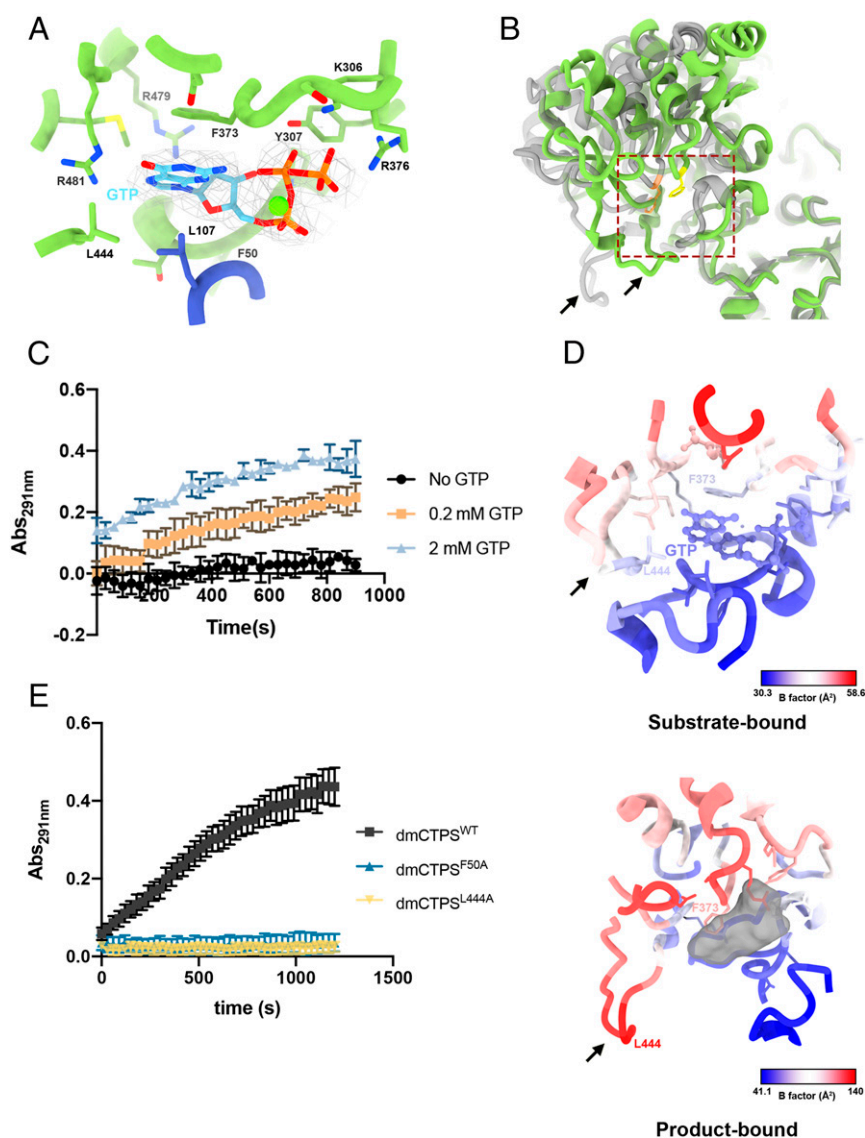 A
R479
K306
F373
Y307
R376
R481
GTP
L107
L444
F50
B
C
0.6
0.4
0.2
0.0
-0.2
Abs291nm
200
400
600
800
1000
Time(s)
No GTP
0.2 mM GTP
2 mM GTP
D
F373
GTP
L444
30.3
B factor (Å²)
58.6
Substrate-bound
E
0.6
0.4
0.2
0.0
Abs291nm
0
500
1000
1500
time (s)
dmCTPSWT
dmCTPSF50A
dmCTPSL444A
F373
L444
41.1
B factor (Å²)
140
Product-bound